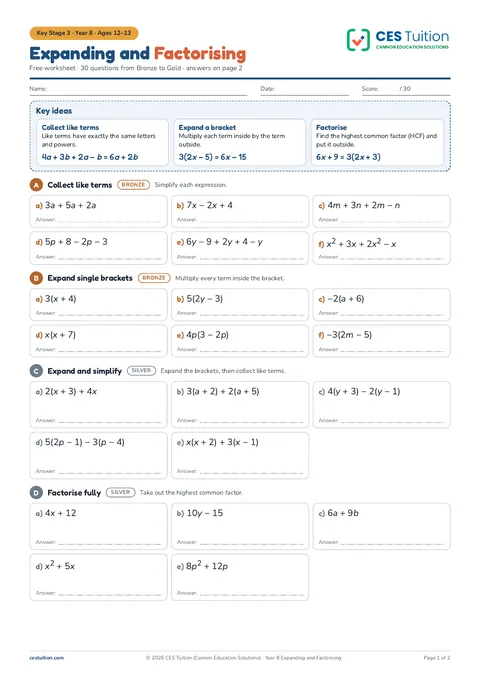 Key Stage 3 · Year 8 · Ages 12–13
CES Tuition
CANNON EDUCATION SOLUTIONS
Expanding and Factorising
Free worksheet · 30 questions from Bronze to Gold · answers on page 2
Name: Date: Score: / 30
Key ideas
Collect like terms
Like terms have exactly the same letters
and powers.
4a + 3b + 2a − b = 6a + 2b
Expand a bracket
Multiply each term inside by the term
outside.
3(2x − 5) = 6x − 15
Factorise
Find the highest common factor (HCF) and
put it outside.
6x + 9 = 3(2x + 3)
A Collect like terms BRONZE Simplify each expression.
a) 3a + 5a + 2a b) 7x − 2x + 4 c) 4m + 3n + 2m − n
Answer: Answer: Answer:
d) 5p + 8 − 2p − 3 e) 6y − 9 + 2y + 4 − y f) x² + 3x + 2x² − x
Answer: Answer: Answer:
B Expand single brackets BRONZE Multiply every term inside the bracket.
a) 3(x + 4) b) 5(2y − 3) c) −2(a + 6)
Answer: Answer: Answer:
d) x(x + 7) e) 4p(3 − 2p) f) −3(2m − 5)
Answer: Answer: Answer:
C Expand and simplify SILVER Expand the brackets, then collect like terms.
a) 2(x + 3) + 4x b) 3(a + 2) + 2(a + 5) c) 4(y + 3) − 2(y − 1)
Answer: Answer: Answer:
d) 5(2p − 1) − 3(p − 4) e) x(x + 2) + 3(x − 1)
Answer: Answer:
D Factorise fully SILVER Take out the highest common factor.
a) 4x + 12 b) 10y − 15 c) 6a + 9b
Answer: Answer: Answer:
d) x² + 5x e) 8p² + 12p
Answer: Answer:
cestuition.com © 2026 CES Tuition (Cannon Education Solutions) · Year 8 Expanding and Factorising Page 1 of 2